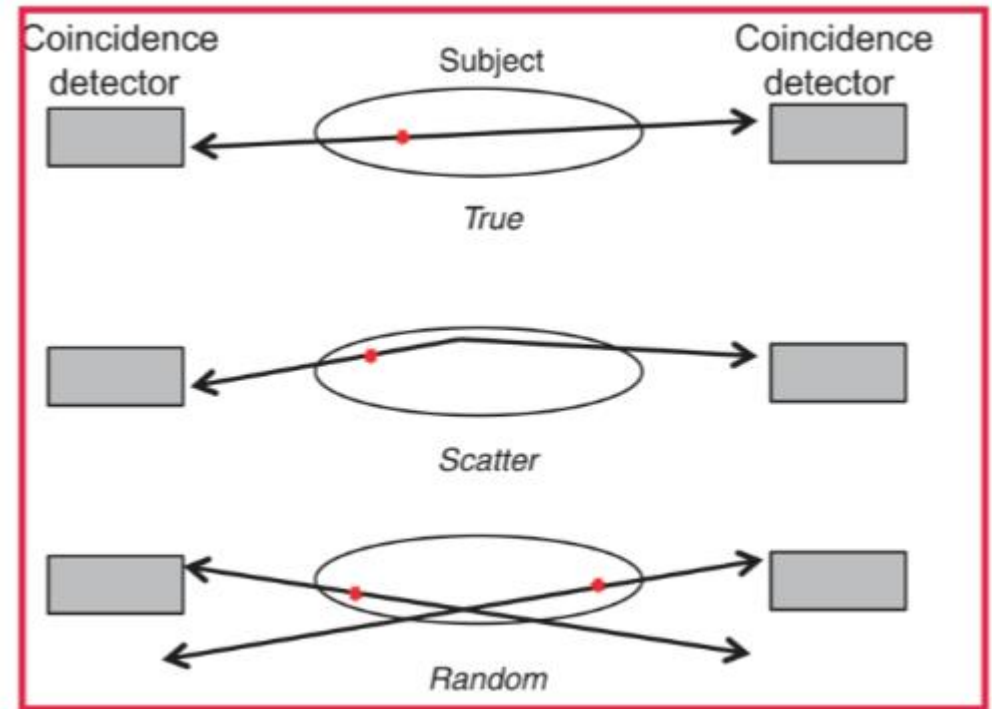 Coincidence
detector
Subject
Coincidence
detector
True
Scatter
Random